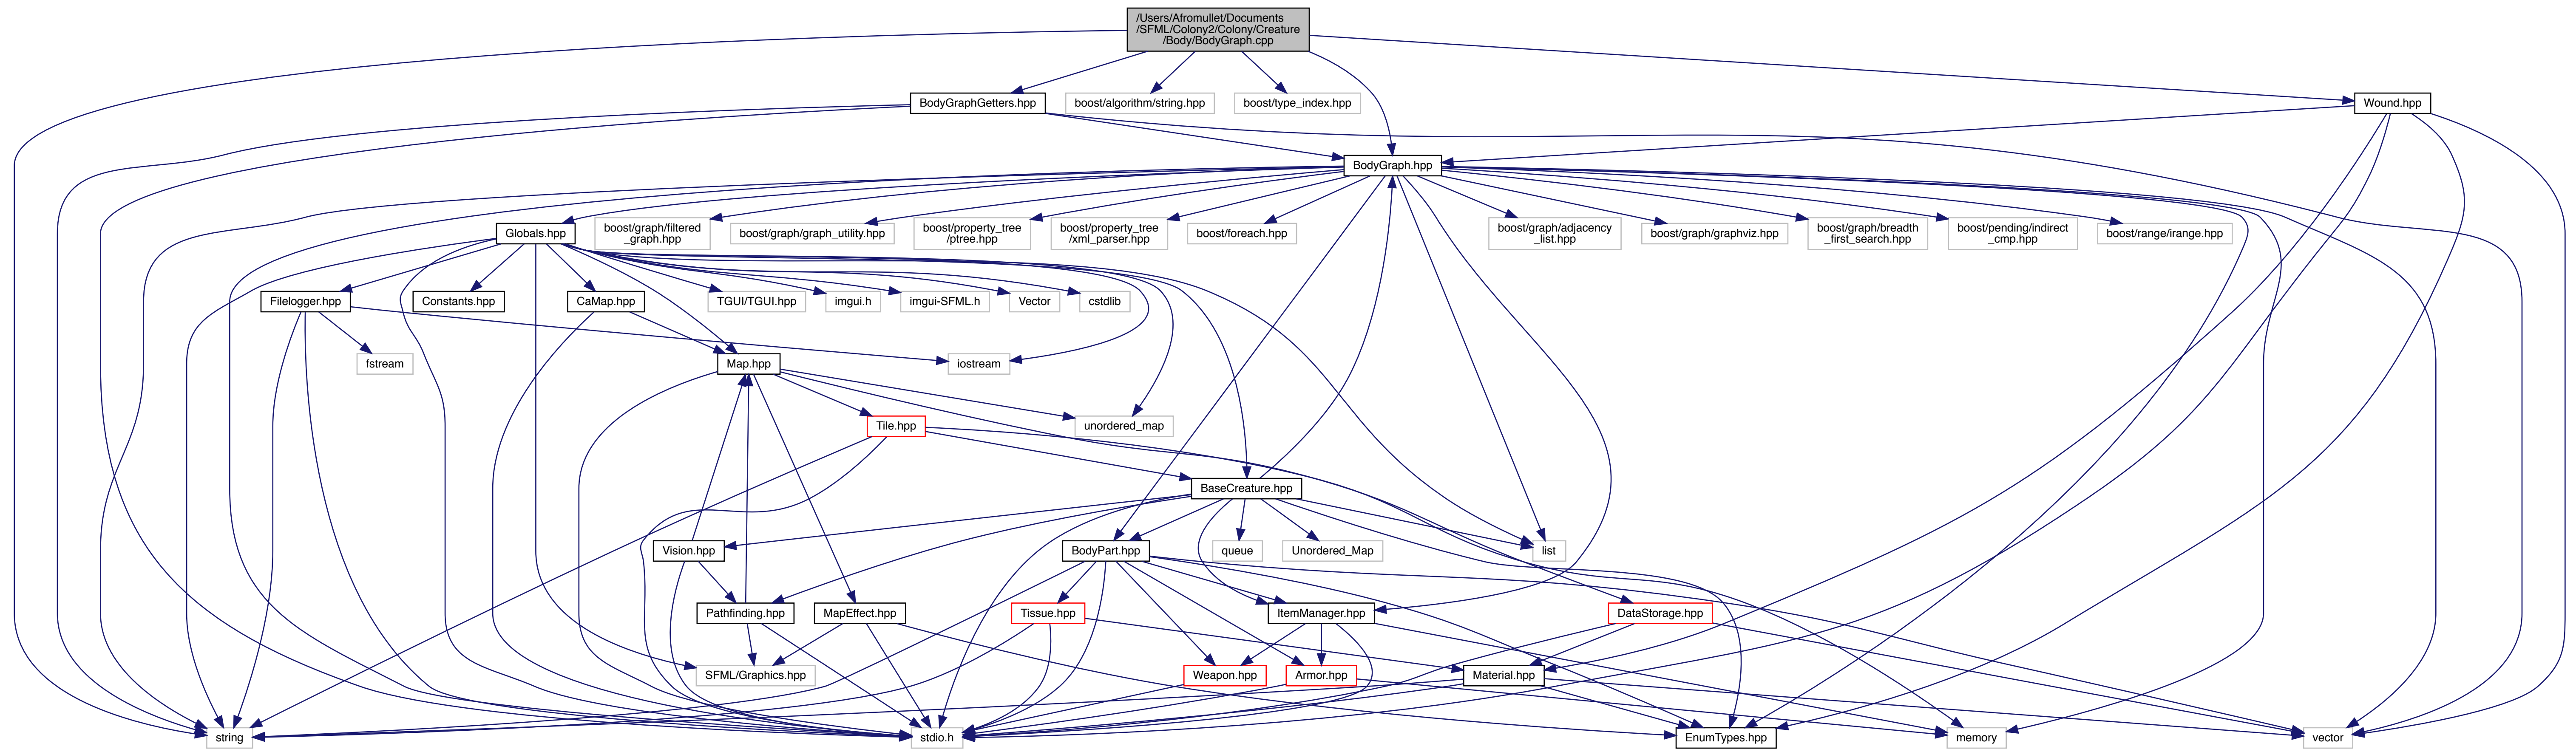 /Users/Afromullet/Documents
/SFML/Colony2/Colony/Creature
/Body/BodyGraph.cpp
BodyGraphGetters.hpp
boost/algorithm/string.hpp
boost/type_index.hpp
Wound.hpp
BodyGraph.hpp
Globals.hpp
boost/graph/filtered
_graph.hpp
boost/graph/graph_utility.hpp
boost/property_tree
/ptree.hpp
boost/property_tree
/xml_parser.hpp
boost/foreach.hpp
boost/graph/adjacency
_list.hpp
boost/graph/graphviz.hpp
boost/graph/breadth
_first_search.hpp
boost/pending/indirect
_cmp.hpp
boost/range/irange.hpp
Filelogger.hpp
Constants.hpp
CaMap.hpp
TGUI/TGUI.hpp
imgui.h
imgui-SFML.h
Vector
cstdlib
fstream
Map.hpp
iostream
Tile.hpp
unordered_map
BaseCreature.hpp
Vision.hpp
BodyPart.hpp
queue
Unordered_Map
list
Pathfinding.hpp
MapEffect.hpp
Tissue.hpp
ItemManager.hpp
DataStorage.hpp
SFML/Graphics.hpp
Weapon.hpp
Armor.hpp
Material.hpp
string
stdio.h
EnumTypes.hpp
memory
vector